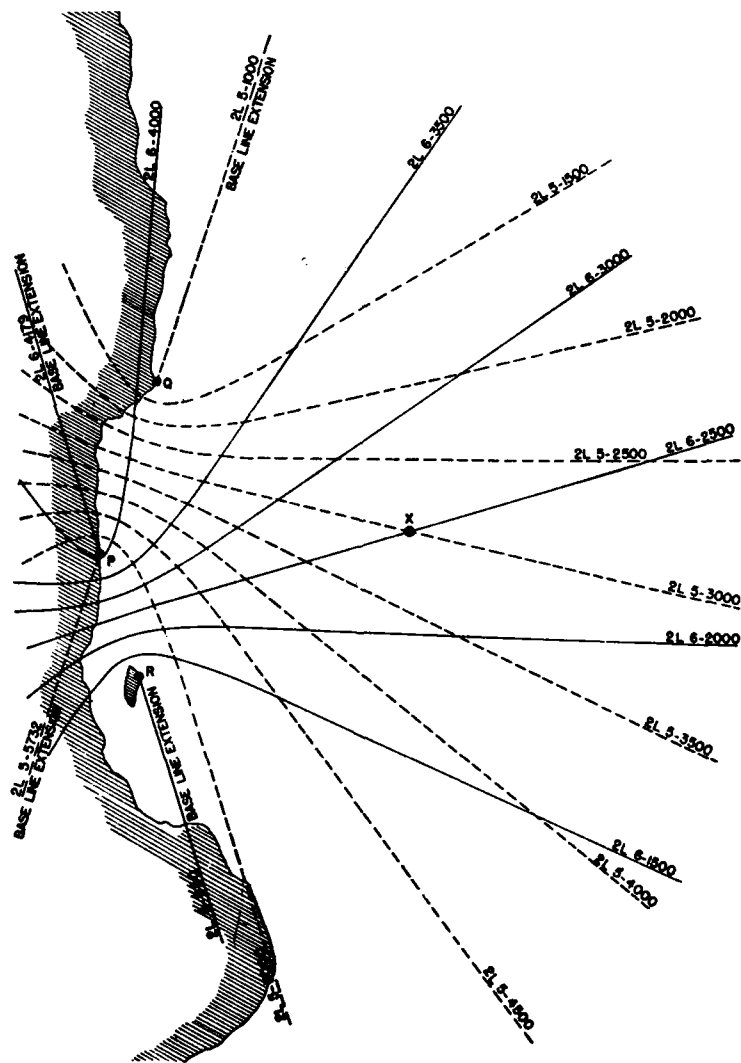 2L 5-1000
BASE LINE EXTENSION
2L 6-4000
2L 6-3500
2L 5-1500
2L 6-3000
2L 6-4179
BASE LINE EXTENSION
2L 5-2000
Q
2L 6-2500
2L 5-2500
X
P
2L 5-3000
2L 6-2000
R
BASE LINE EXTENSION
2L 5-5732
BASE LINE EXTENSION
2L 5-3500
2L 6-1500
2L 5-4000
2L 5-4500